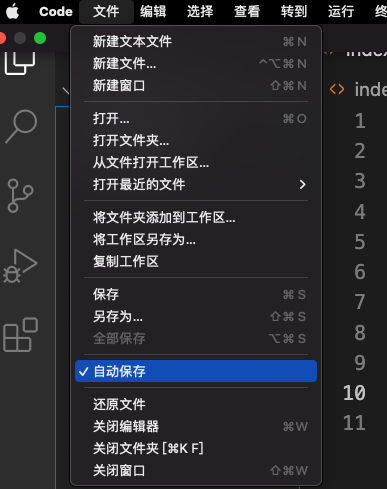 Code 文件 编辑 选择 查看 转到 运行
新建文本文件 ⌘N
新建文件... ^⌥⌘N
新建窗口 ⇧⌘N
打开... ⌘O
打开文件夹...
从文件打开工作区...
打开最近的文件
将文件夹添加到工作区...
将工作区另存为...
复制工作区
保存 ⌘S
另存为... ⇧⌘S
全部保存 ⌥⌘S
自动保存
还原文件
关闭编辑器 ⌘W
关闭文件夹 [⌘K F]
关闭窗口 ⇧⌘W
inde
1
2
3
4
5
6
7
8
9
10
11